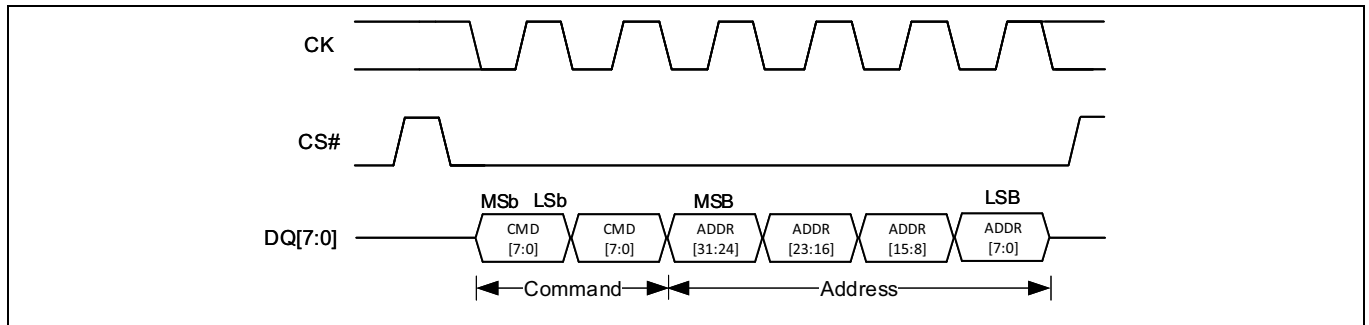 CK
CS#
MSb LSb MSB LSB
DQ[7:0]
CMD [7:0]
CMD [7:0]
ADDR [31:24]
ADDR [23:16]
ADDR [15:8]
ADDR [7:0]
Command Address